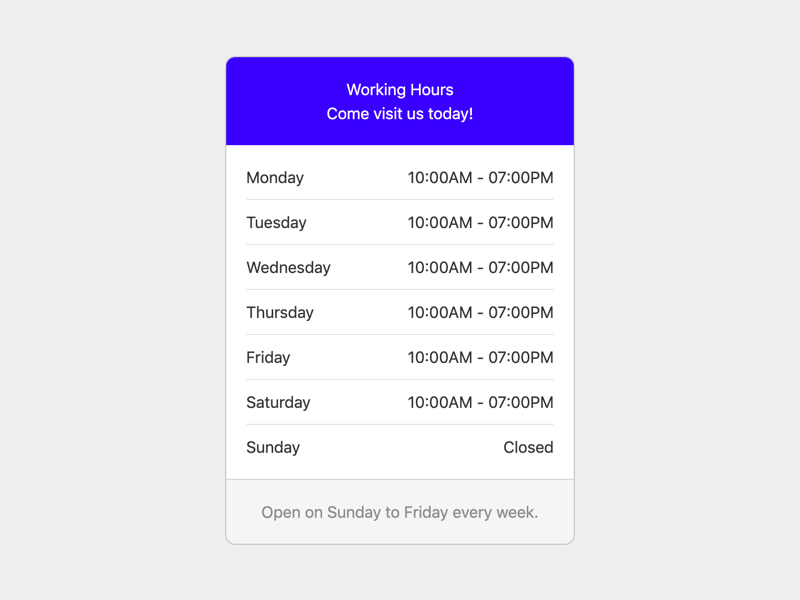 Working Hours
Come visit us today!
Monday 10:00AM - 07:00PM
Tuesday 10:00AM - 07:00PM
Wednesday 10:00AM - 07:00PM
Thursday 10:00AM - 07:00PM
Friday 10:00AM - 07:00PM
Saturday 10:00AM - 07:00PM
Sunday Closed
Open on Sunday to Friday every week.